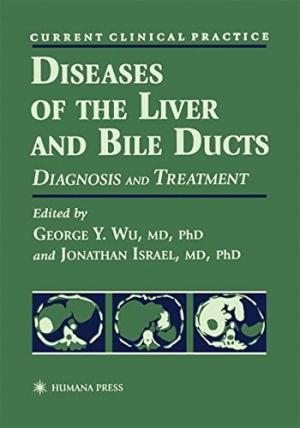 CURRENT CLINICAL PRACTICE
DISEASES
OF THE LIVER
AND BILE DUCTS
DIAGNOSIS AND TREATMENT
Edited by
GEORGE Y. WU, MD, PHD
and JONATHAN ISRAEL, MD, PHD
HUMANA PRESS